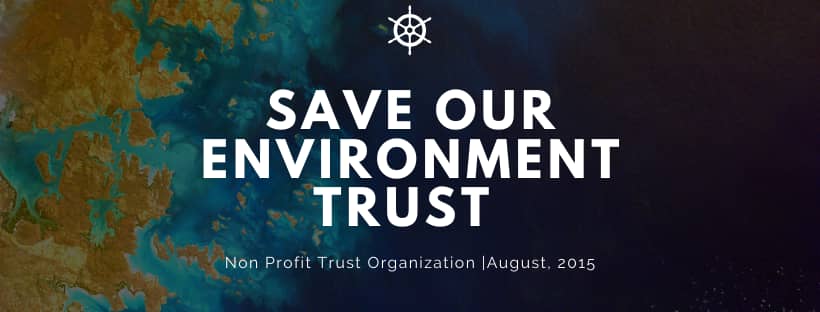 SAVE OUR
ENVIRONMENT
TRUST
Non Profit Trust Organization |August, 2015